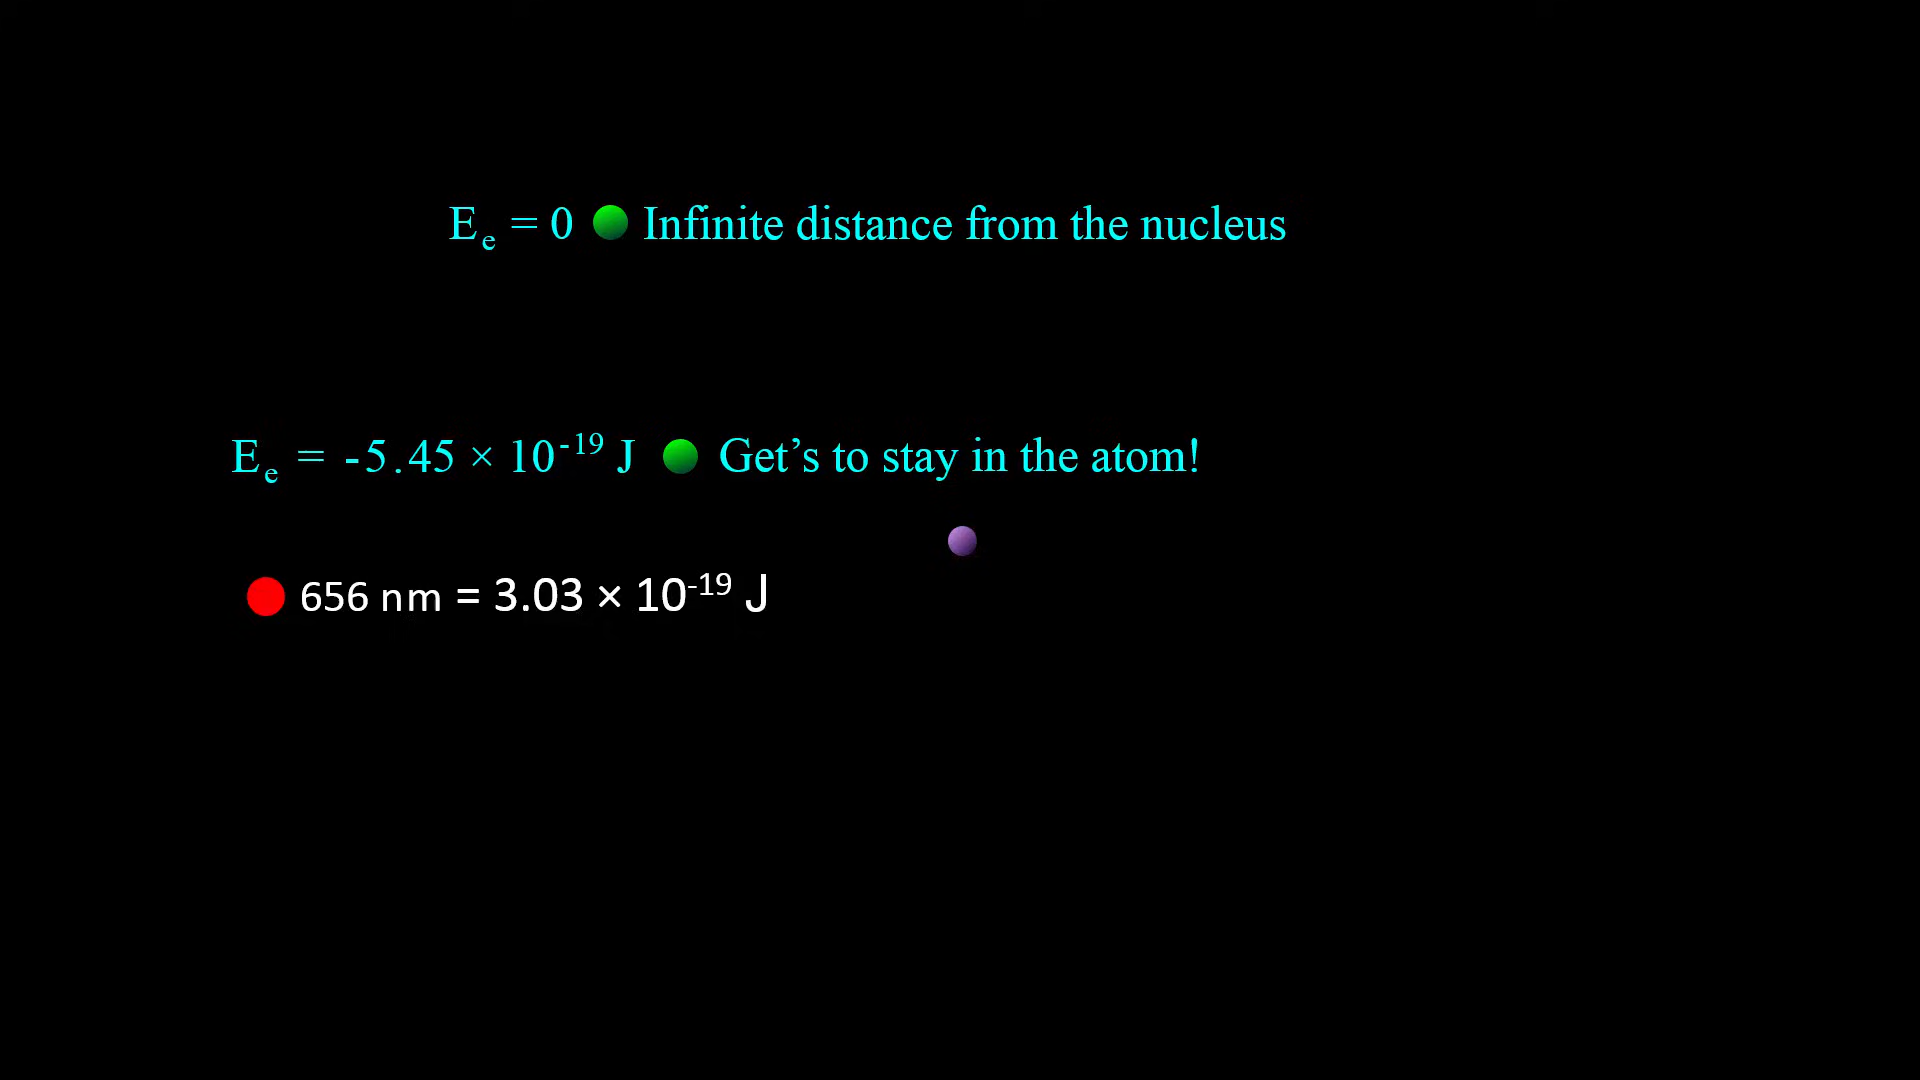 Eₑ = 0 Infinite distance from the nucleus
Eₑ = -5.45 × 10⁻¹⁹ J Get’s to stay in the atom!
656 nm = 3.03 × 10⁻¹⁹ J